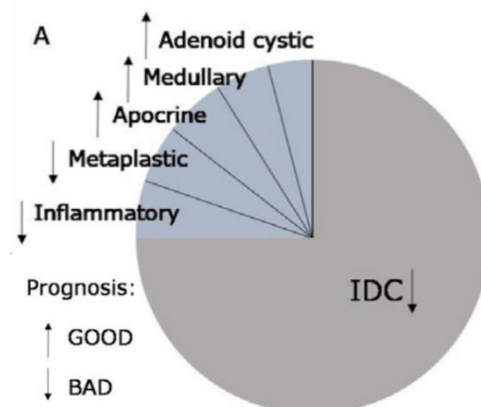 A
↑ Adenoid cystic
↑ Medullary
↑ Apocrine
↓ Metaplastic
↓ Inflammatory
IDC ↓
Prognosis:
↑ GOOD
↓ BAD